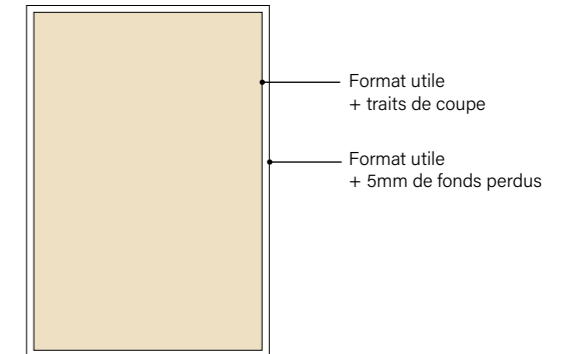 Format utile
+ traits de coupe
Format utile
+ 5mm de fonds perdus